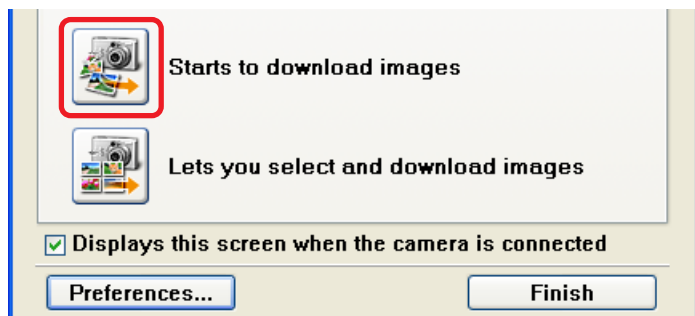 Starts to download images
Lets you select and download images
Displays this screen when the camera is connected
Preferences...
Finish